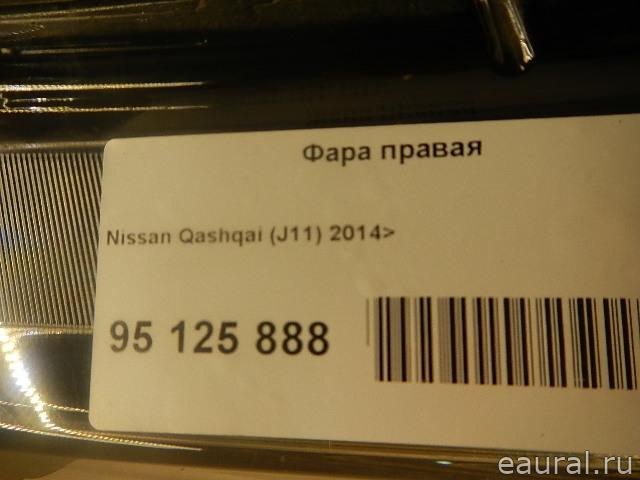 Фара правая
Nissan Qashqai (J11) 2014>
95 125 888
eaural.ru